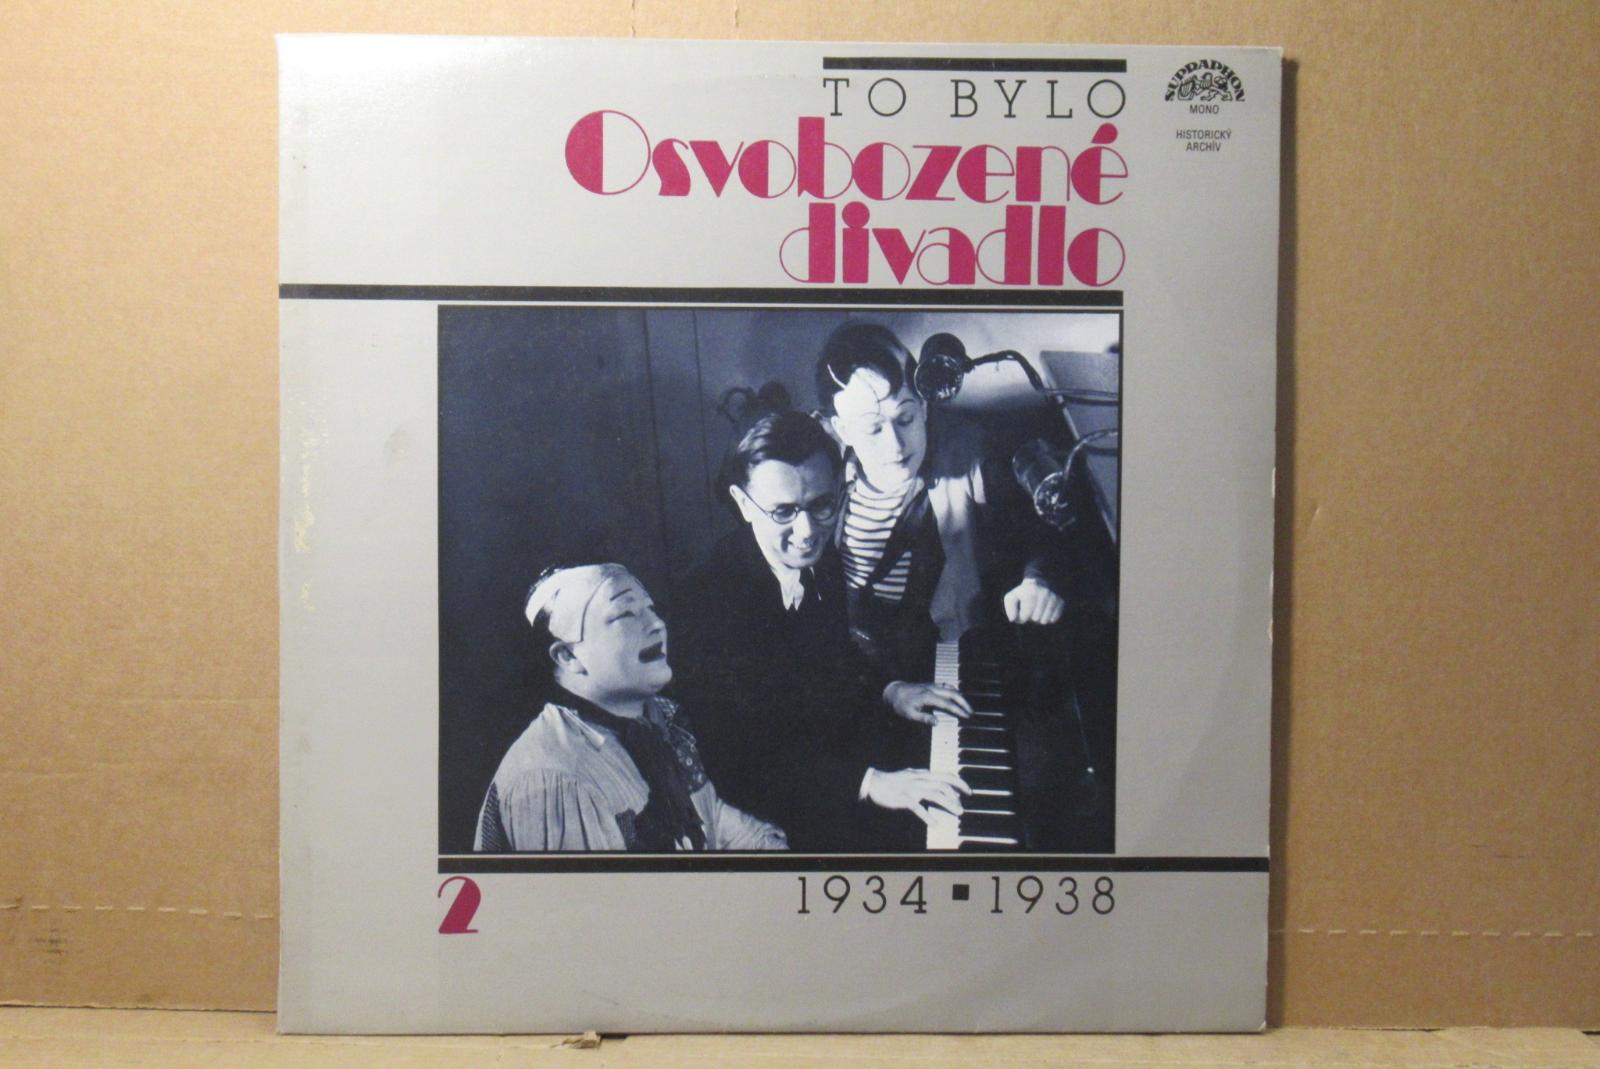 TO BYLO
Osvobozené
divadlo
SUPRAPHON
MONO
HISTORICKÝ
ARCHÍV
2
1934 ▪ 1938